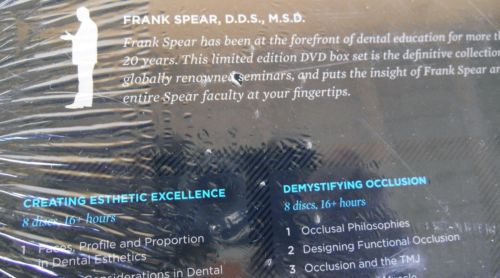 FRANK SPEAR, D.D.S., M.S.D.
Frank Spear has been at the forefront of dental education for more
20 years. This limited edition DVD box set is the definitive
globally renowned seminars, and puts the insight of Frank Spear
entire Spear faculty at your fingertips.
CREATING ESTHETIC EXCELLENCE
8 discs, 16+ hours
1 Faces, Profile and Proportion
in Dental Esthetics
Considerations in Dental
DEMYSTIFYING OCCLUSION
8 discs, 16+ hours
1 Occlusal Philosophies
2 Designing Functional Occlusion
3 Occlusion and the TMJ